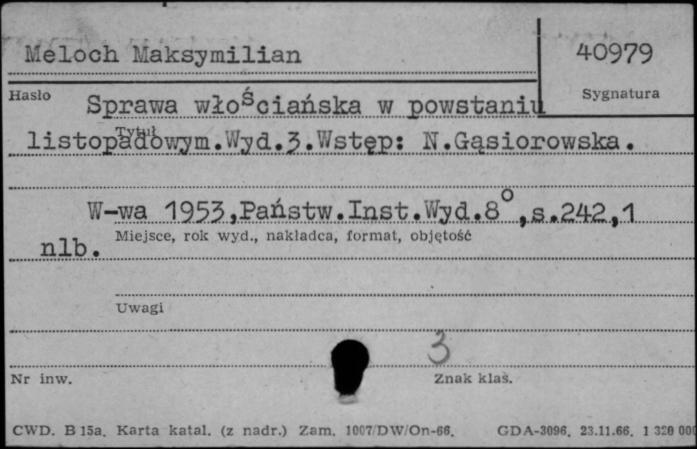 Meloch Maksymilian
40979
Hasło
Sygnatura
Sprawa włościańska w powstaniu
Tytuł
listopadowym.Wyd.3.Wstęp: N.Gąsiorowska.
W-wa 1953,Państw.Inst.Wyd.8°,s.242,1
Miejsce, rok wyd., nakładca, format, objętość
nlb.
Uwagi
3
Nr inw.
Znak klas.
CWD. B 15a. Karta katal. (z nadr.) Zam. 1007/DW/On-66. GDA-3096. 23.11.66. 1 320 000